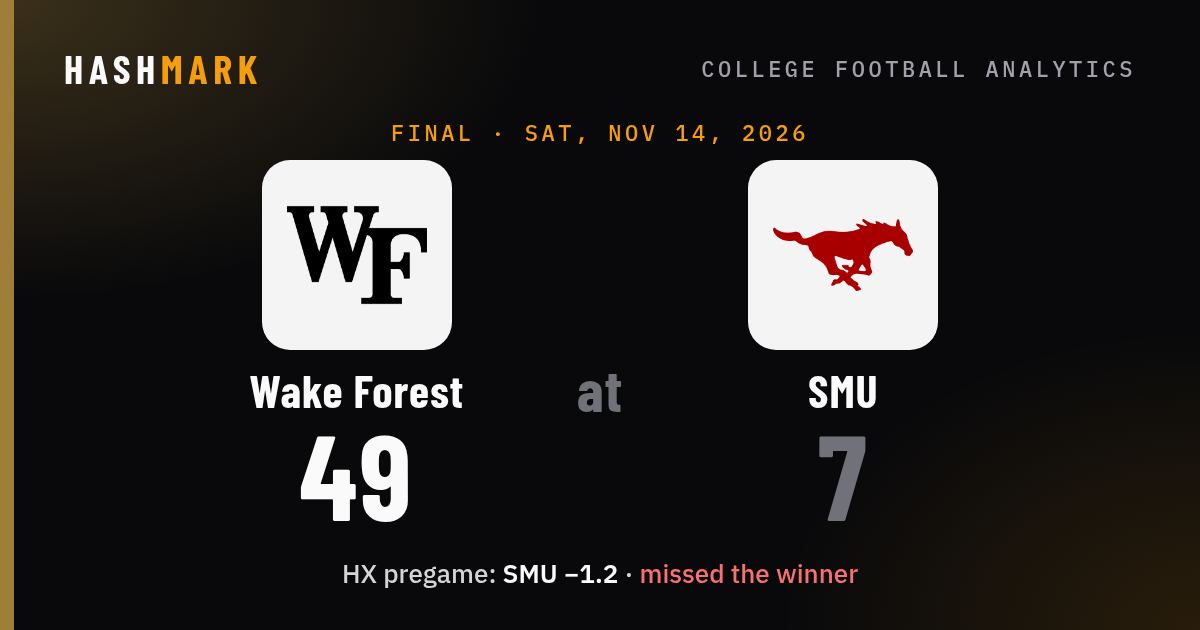 HASHMARK
COLLEGE FOOTBALL ANALYTICS
FINAL · SAT, NOV 14, 2026
WF
Wake Forest
at
SMU
49
7
HX pregame: SMU −1.2 · missed the winner